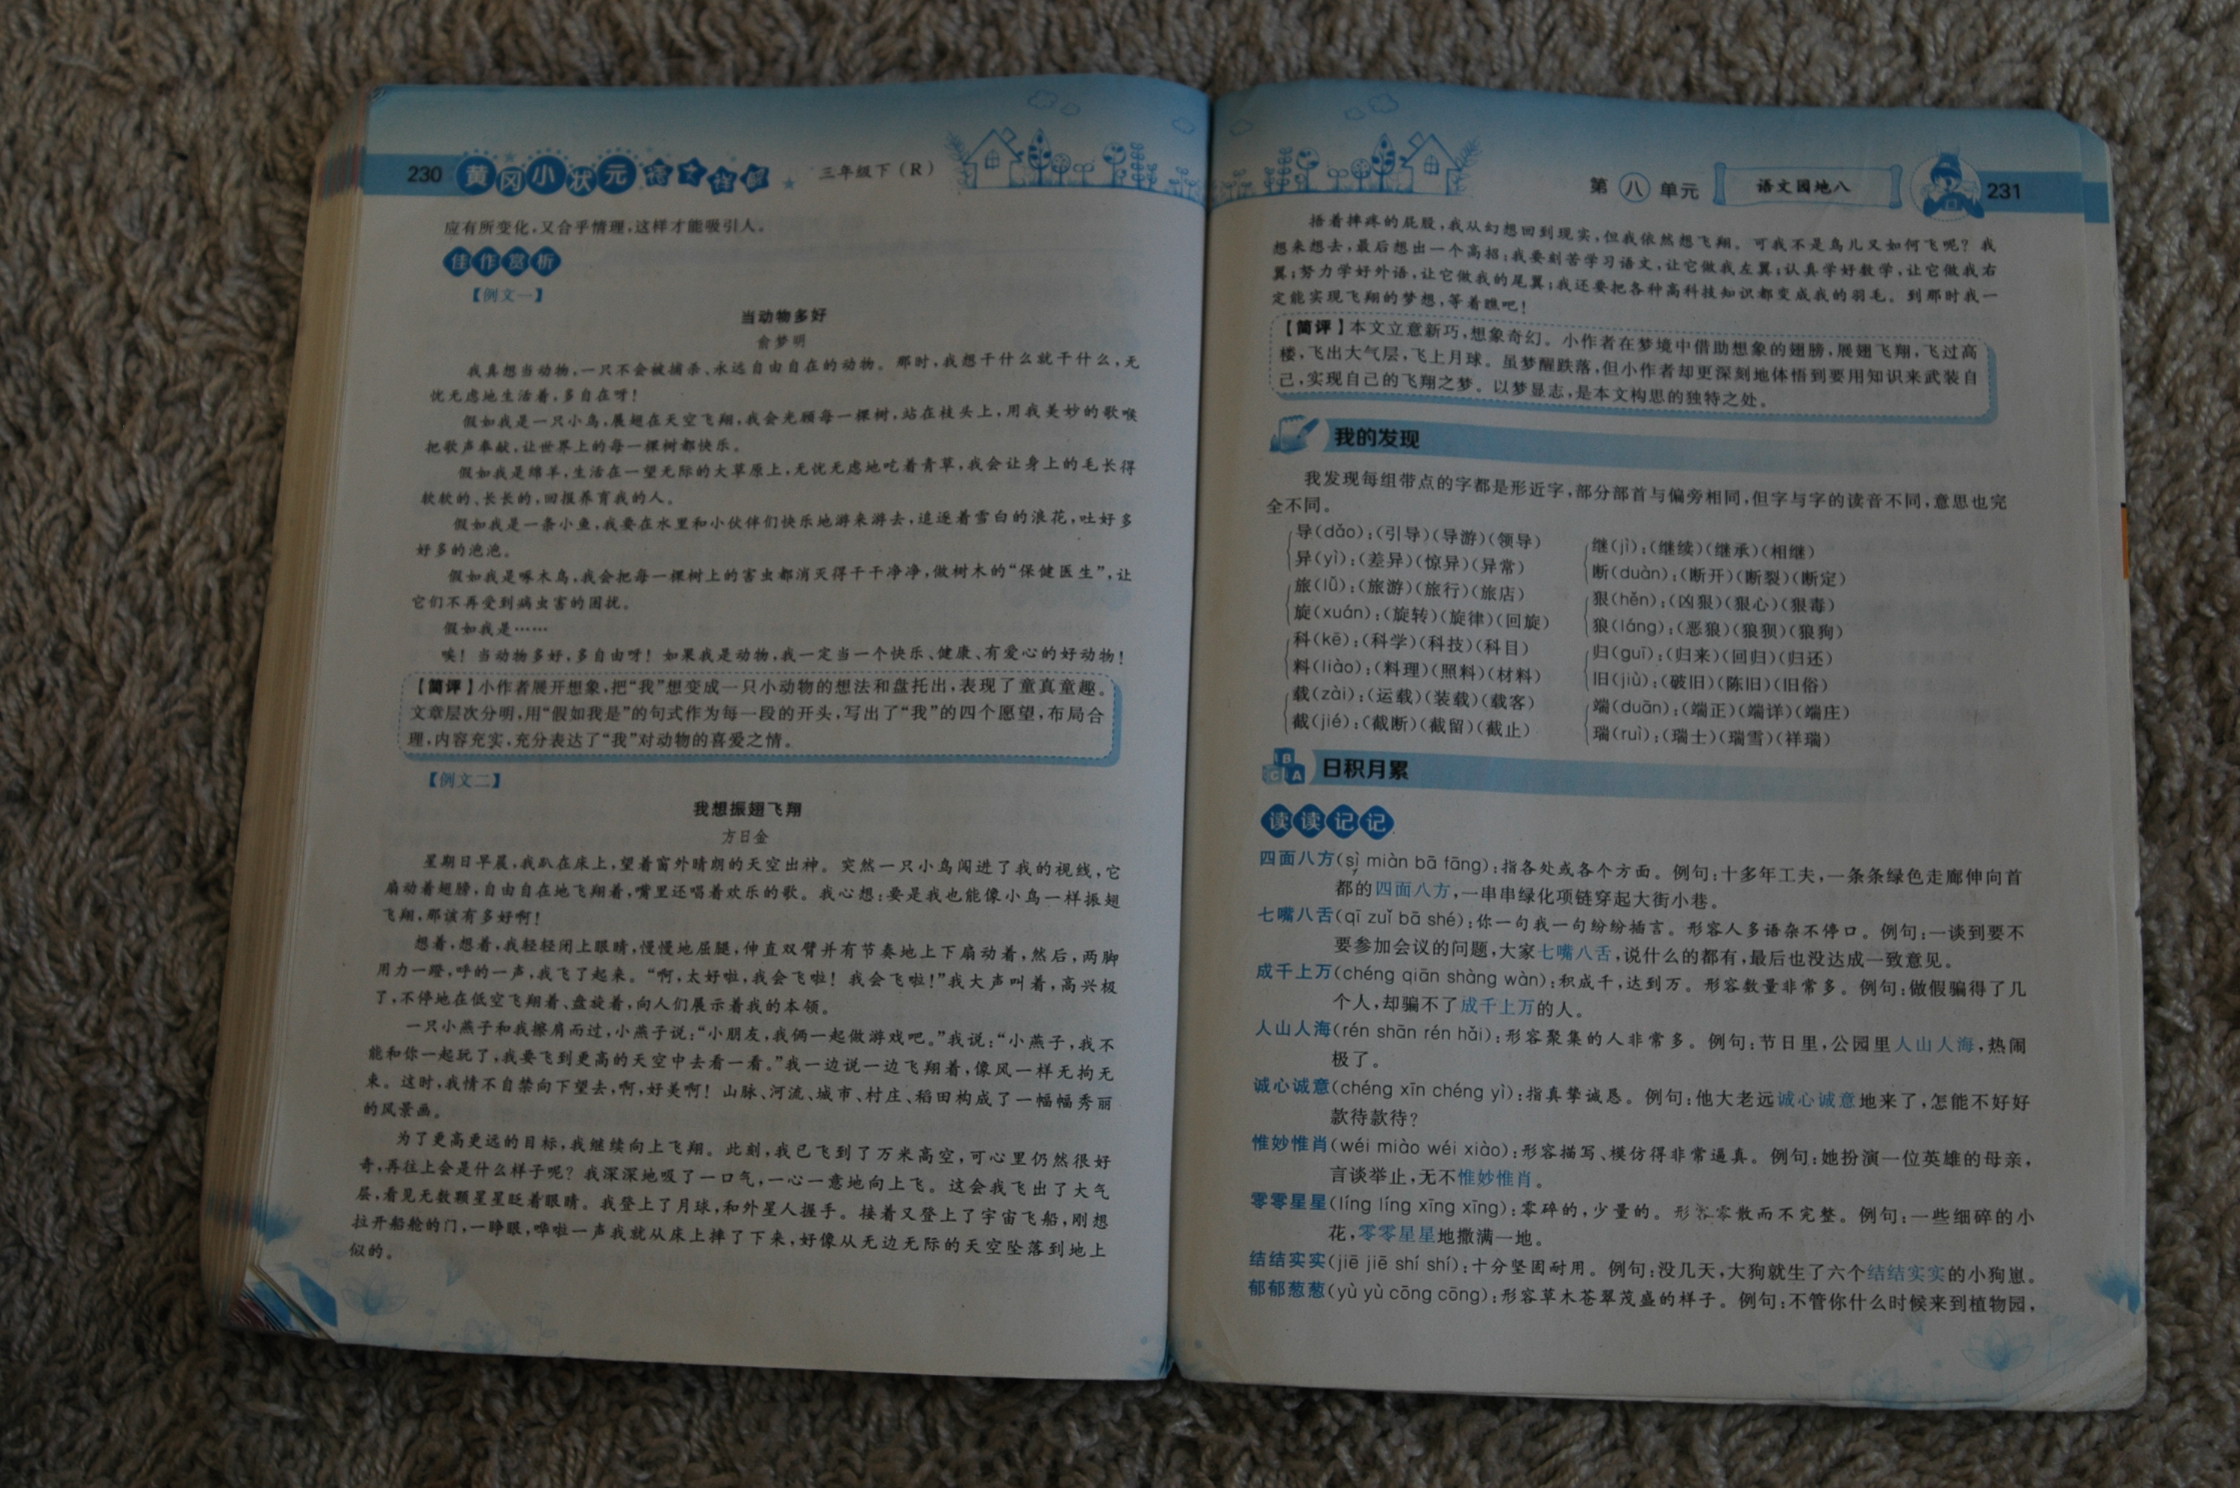 230 黄冈小状元 语文详解 三年级下(R)
应有所变化,又合乎情理,这样才能吸引人。
佳作赏析
【例文一】
当动物多好
俞梦明
我真想当动物,一只不会被捕杀、永远自由自在的动物。那时,我想干什么就干什么,无
忧无虑地生活着,多自在呀!
假如我是一只小鸟,展翅在天空飞翔,我会光顾每一棵树,站在枝头上,用我美妙的歌喉
把歌声奉献,让世界上的每一棵树都快乐。
假如我是绵羊,生活在一望无际的大草原上,无忧无虑地吃着青草,我会让身上的毛长得
软软的、长长的,回报养育我的人。
假如我是一条小鱼,我要在水里和小伙伴们快乐地游来游去,追逐着雪白的浪花,吐好多
好多的泡泡。
假如我是啄木鸟,我会把每一棵树上的害虫都消灭得干干净净,做树木的“保健医生”,让
它们不再受到病虫害的困扰。
假如我是……
唉!当动物多好,多自由呀!如果我是动物,我一定当一个快乐、健康、有爱心的好动物!
【简评】小作者展开想象,把“我”想变成一只小动物的想法和盘托出,表现了童真童趣。
文章层次分明,用“假如我是”的句式作为每一段的开头,写出了“我”的四个愿望,布局合
理,内容充实,充分表达了“我”对动物的喜爱之情。
【例文二】
我想振翅飞翔
方日金
星期日早晨,我趴在床上,望着窗外晴朗的天空出神。突然一只小鸟闯进了我的视线,它
扇动着翅膀,自由自在地飞翔着,嘴里还唱着欢乐的歌。我心想:要是我也能像小鸟一样振翅
飞翔,那该有多好啊!
想着,想着,我轻轻闭上眼睛,慢慢地屈腿,伸直双臂并有节奏地上下扇动着,然后,两脚
用力一蹬,呼的一声,我飞了起来。“啊,太好啦,我会飞啦!我会飞啦!”我大声叫着,高兴极
了,不停地在低空飞翔着、盘旋着,向人们展示着我的本领。
一只小燕子和我擦肩而过,小燕子说:“小朋友,我俩一起做游戏吧。”我说:“小燕子,我不
能和你一起玩了,我要飞到更高的天空中去看一看。”我一边说一边飞翔着,像风一样无拘无
束。这时,我情不自禁向下望去,啊,好美啊!山脉、河流、城市、村庄、稻田构成了一幅幅秀丽
的风景画。
为了更高更远的目标,我继续向上飞翔。此刻,我已飞到了万米高空,可心里仍然很好
奇,再往上会是什么样子呢?我深深地吸了一口气,一心一意地向上飞。这会我飞出了大气
层,看见无数颗星星眨着眼睛。我登上了月球,和外星人握手。接着又登上了宇宙飞船,刚想
拉开船舱的门,一睁眼,哗啦一声我就从床上摔了下来,好像从无边无际的天空坠落到地上
似的。
第八单元 语文园地八 231
捂着摔疼的屁股,我从幻想回到现实,但我依然想飞翔。可我不是鸟儿又如何飞呢?我
想来想去,最后想出一个高招:我要刻苦学习语文,让它做我左翼;认真学好数学,让它做我右
翼;努力学好外语,让它做我的尾翼;我还要把各种高科技知识都变成我的羽毛。到那时我一
定能实现飞翔的梦想,等着瞧吧!
【简评】本文立意新巧,想象奇幻。小作者在梦境中借助想象的翅膀,展翅飞翔,飞过高
楼,飞出大气层,飞上月球。虽梦醒跌落,但小作者却更深刻地体悟到要用知识来武装自
己,实现自己的飞翔之梦。以梦显志,是本文构思的独特之处。
我的发现
我发现每组带点的字都是形近字,部分部首与偏旁相同,但字与字的读音不同,意思也完
全不同。
导(dǎo):(引导)(导游)(领导)
异(yì):(差异)(惊异)(异常)
旅(lǚ):(旅游)(旅行)(旅店)
旋(xuán):(旋转)(旋律)(回旋)
科(kē):(科学)(科技)(科目)
料(liào):(料理)(照料)(材料)
载(zài):(运载)(装载)(载客)
截(jié):(截断)(截留)(截止)
继(jì):(继续)(继承)(相继)
断(duàn):(断开)(断裂)(断定)
狠(hěn):(凶狠)(狠心)(狠毒)
狼(láng):(恶狼)(狼狈)(狼狗)
归(guī):(归来)(回归)(归还)
旧(jiù):(破旧)(陈旧)(旧俗)
端(duān):(端正)(端详)(端庄)
瑞(ruì):(瑞士)(瑞雪)(祥瑞)
B C A 日积月累
读读记记
四面八方(sì miàn bā fāng):指各处或各个方面。例句:十多年工夫,一条条绿色走廊伸向首
都的四面八方,一串串绿化项链穿起大街小巷。
七嘴八舌(qī zuǐ bā shé):你一句我一句纷纷插言。形容人多语杂不停口。例句:一谈到要不
要参加会议的问题,大家七嘴八舌,说什么的都有,最后也没达成一致意见。
成千上万(chéng qiān shàng wàn):积成千,达到万。形容数量非常多。例句:做假骗得了几
个人,却骗不了成千上万的人。
人山人海(rén shān rén hǎi):形容聚集的人非常多。例句:节日里,公园里人山人海,热闹
极了。
诚心诚意(chéng xīn chéng yì):指真挚诚恳。例句:他大老远诚心诚意地来了,怎能不好好
款待款待?
惟妙惟肖(wéi miào wéi xiào):形容描写、模仿得非常逼真。例句:她扮演一位英雄的母亲,
言谈举止,无不惟妙惟肖。
零零星星(líng líng xīng xīng):零碎的,少量的。形容零散而不完整。例句:一些细碎的小
花,零零星星地撒满一地。
结结实实(jiē jiē shí shí):十分坚固耐用。例句:没几天,大狗就生了六个结结实实的小狗崽。
郁郁葱葱(yù yù cōng cōng):形容草木苍翠茂盛的样子。例句:不管你什么时候来到植物园,